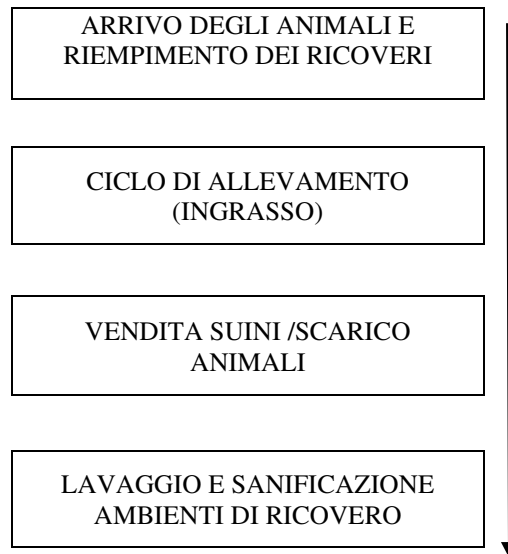 ARRIVO DEGLI ANIMALI E
RIEMPIMENTO DEI RICOVERI
CICLO DI ALLEVAMENTO
(INGRASSO)
VENDITA SUINI /SCARICO
ANIMALI
LAVAGGIO E SANIFICAZIONE
AMBIENTI DI RICOVERO